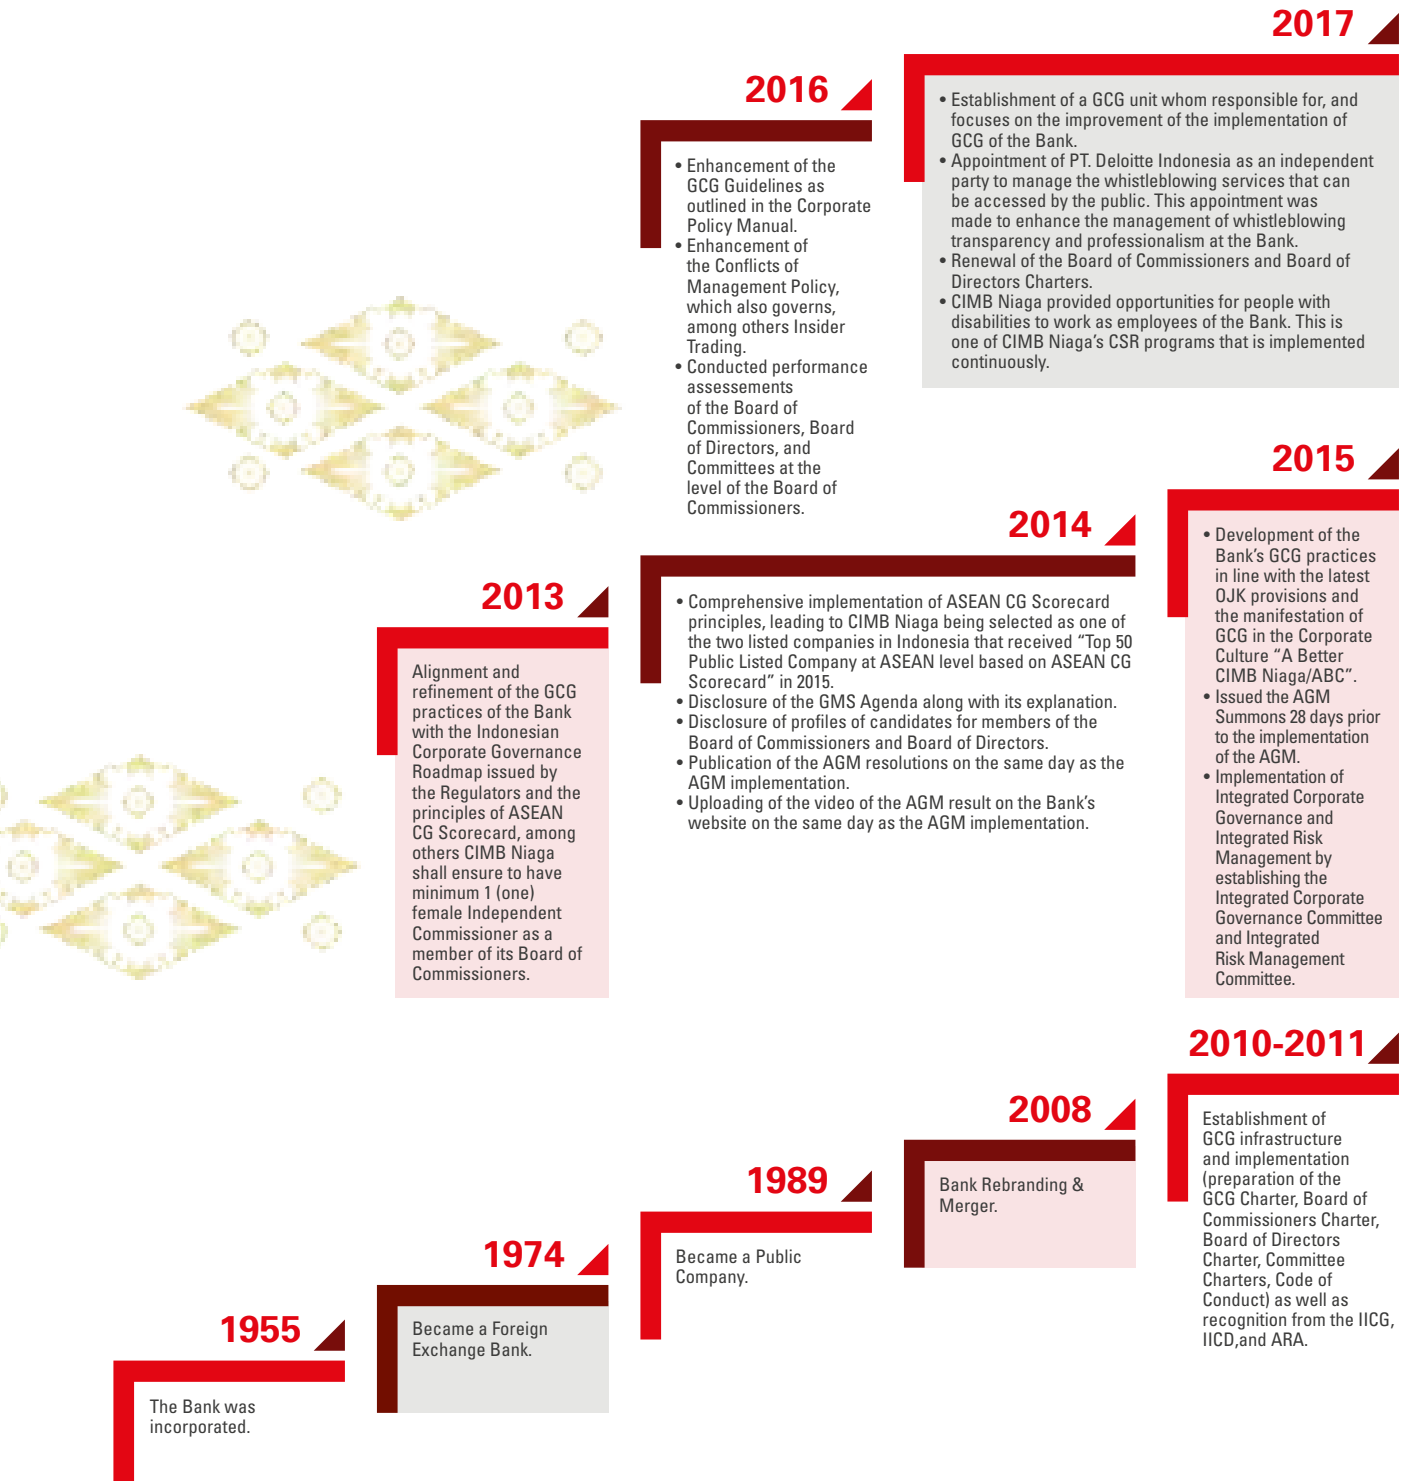 2017
• Establishment of a GCG unit whom responsible for, and
focuses on the improvement of the implementation of
GCG of the Bank.
• Appointment of PT. Deloitte Indonesia as an independent
party to manage the whistleblowing services that can
be accessed by the public. This appointment was
made to enhance the management of whistleblowing
transparency and professionalism at the Bank.
• Renewal of the Board of Commissioners and Board of
Directors Charters.
• CIMB Niaga provided opportunities for people with
disabilities to work as employees of the Bank. This is
one of CIMB Niaga's CSR programs that is implemented
continuously.
2016
• Enhancement of the
GCG Guidelines as
outlined in the Corporate
Policy Manual.
• Enhancement of
the Conflicts of
Management Policy,
which also governs,
among others Insider
Trading.
• Conducted performance
assessements
of the Board of
Commissioners, Board
of Directors, and
Committees at the
level of the Board of
Commissioners.
2015
• Development of the
Bank's GCG practices
in line with the latest
OJK provisions and
the manifestation of
GCG in the Corporate
Culture “A Better
CIMB Niaga/ABC”.
• Issued the AGM
Summons 28 days prior
to the implementation
of the AGM.
• Implementation of
Integrated Corporate
Governance and
Integrated Risk
Management by
establishing the
Integrated Corporate
Governance Committee
and Integrated
Risk Management
Committee.
2014
• Comprehensive implementation of ASEAN CG Scorecard
principles, leading to CIMB Niaga being selected as one of
the two listed companies in Indonesia that received “Top 50
Public Listed Company at ASEAN level based on ASEAN CG
Scorecard” in 2015.
• Disclosure of the GMS Agenda along with its explanation.
• Disclosure of profiles of candidates for members of the
Board of Commissioners and Board of Directors.
• Publication of the AGM resolutions on the same day as the
AGM implementation.
• Uploading of the video of the AGM result on the Bank's
website on the same day as the AGM implementation.
2013
Alignment and
refinement of the GCG
practices of the Bank
with the Indonesian
Corporate Governance
Roadmap issued by
the Regulators and the
principles of ASEAN
CG Scorecard, among
others CIMB Niaga
shall ensure to have
minimum 1 (one)
female Independent
Commissioner as a
member of its Board of
Commissioners.
2010-2011
Establishment of
GCG infrastructure
and implementation
(preparation of the
GCG Charter, Board of
Commissioners Charter,
Board of Directors
Charter, Committee
Charters, Code of
Conduct) as well as
recognition from the IICG,
IICD,and ARA.
2008
Bank Rebranding &
Merger.
1989
Became a Public
Company.
1974
Became a Foreign
Exchange Bank.
1955
The Bank was
incorporated.